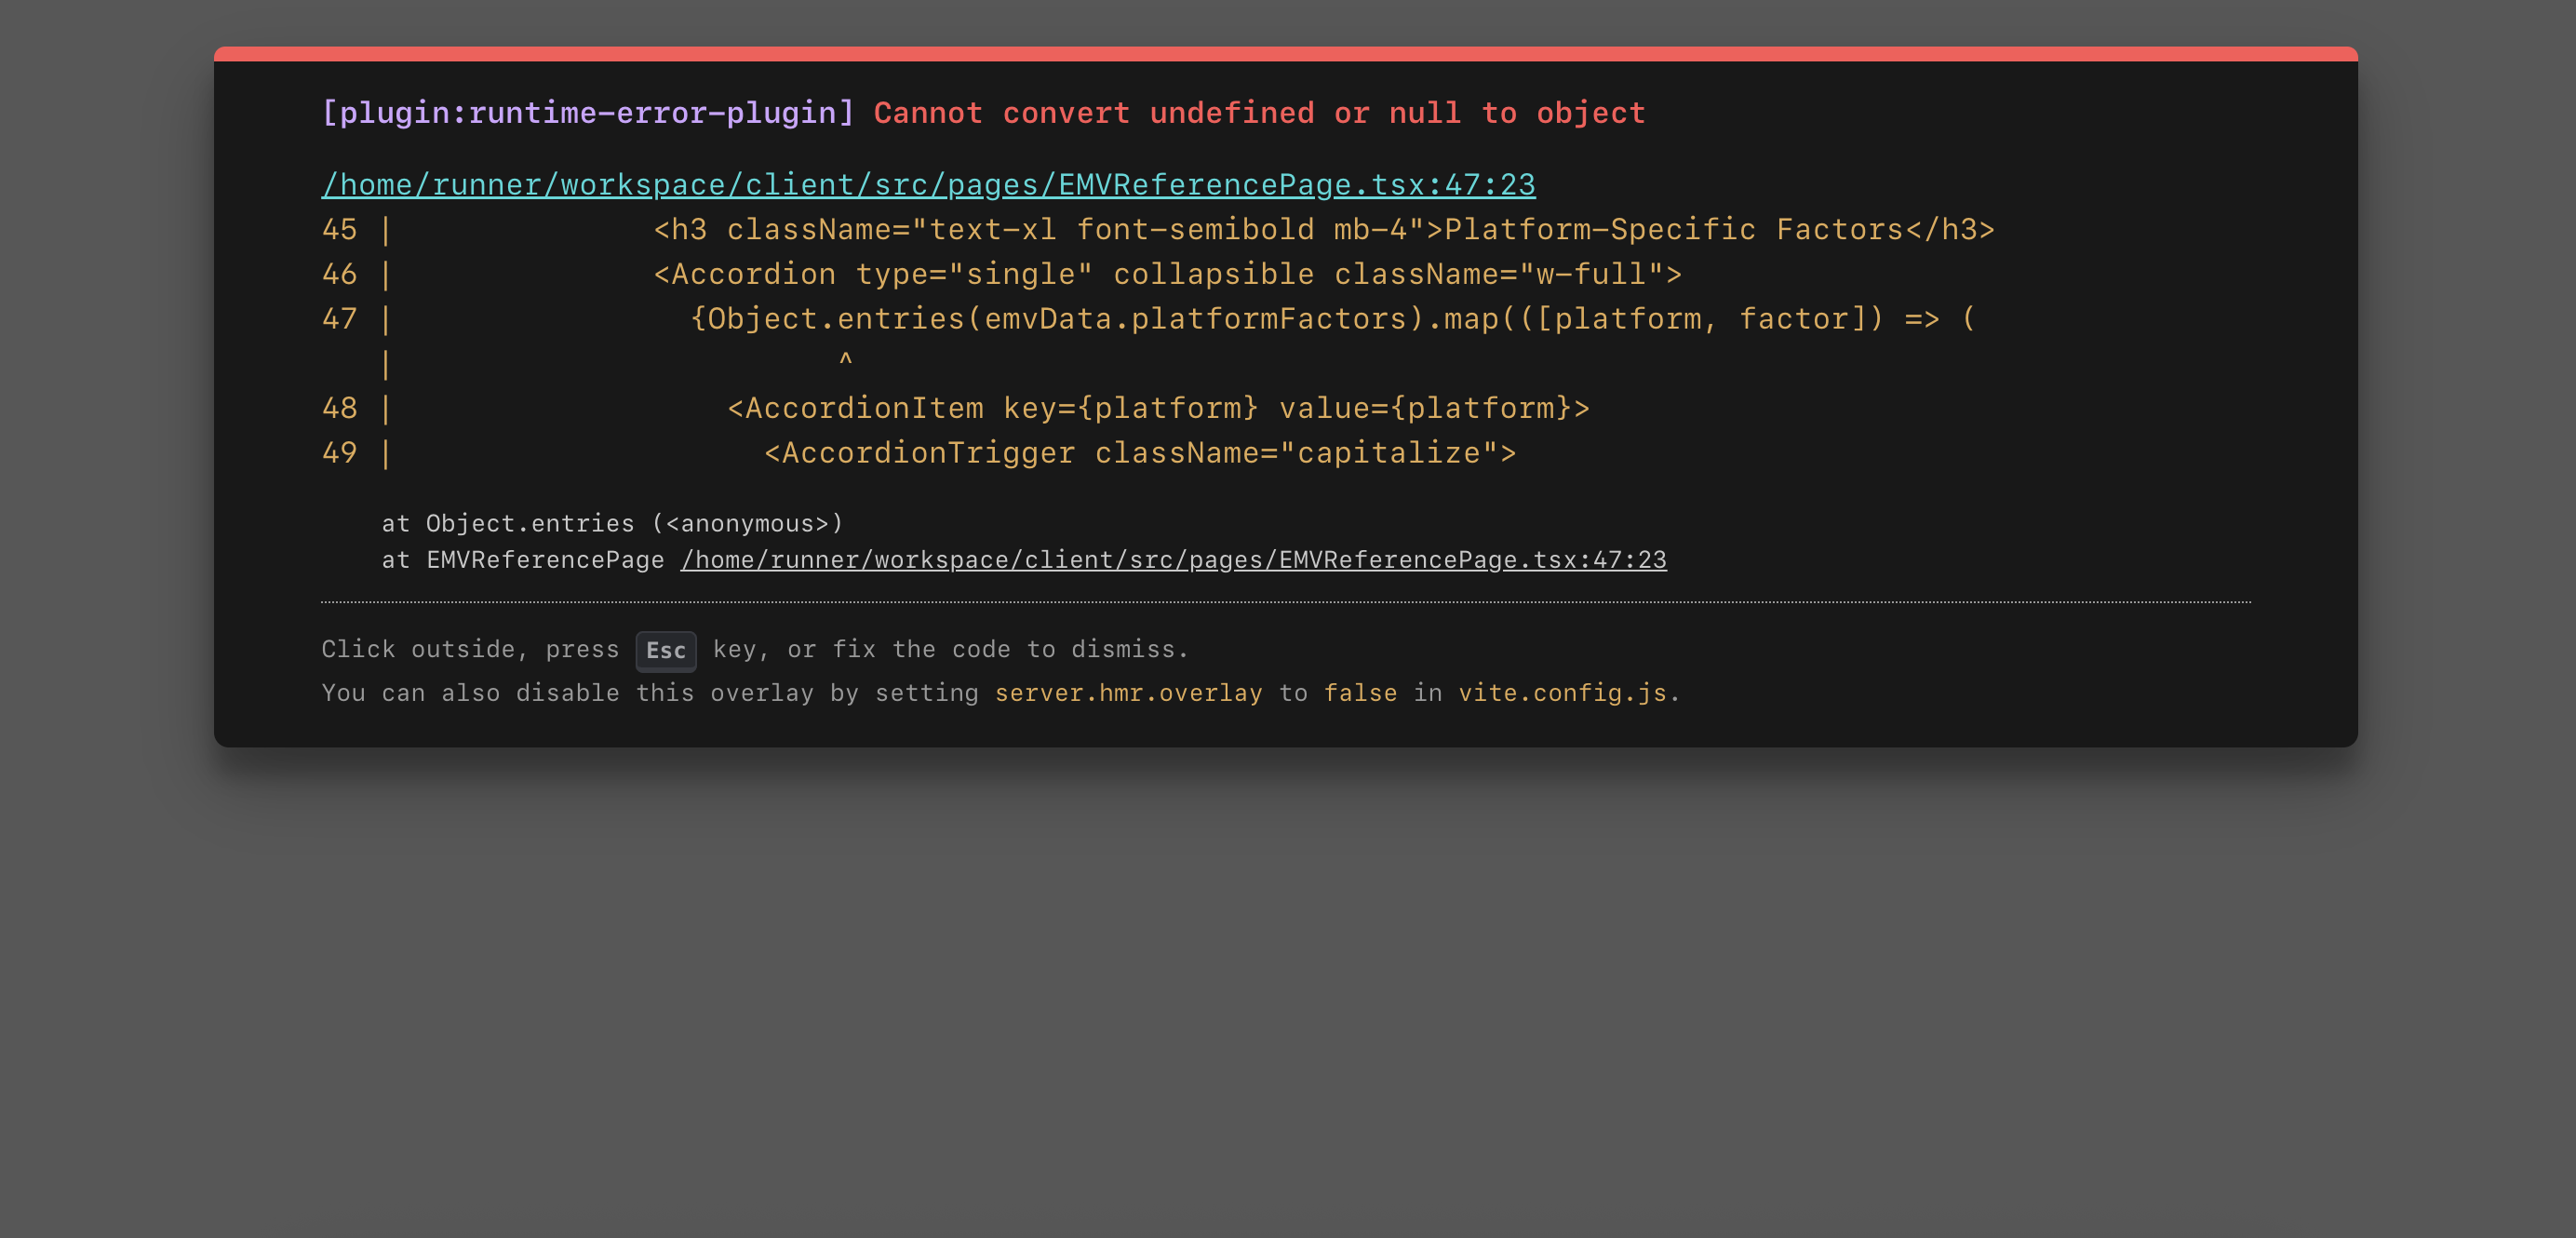 [plugin:runtime-error-plugin] Cannot convert undefined or null to object
/home/runner/workspace/client/src/pages/EMVReferencePage.tsx:47:23
45 |              <h3 className="text-xl font-semibold mb-4">Platform-Specific Factors</h3>
46 |              <Accordion type="single" collapsible className="w-full">
47 |                {Object.entries(emvData.platformFactors).map(([platform, factor]) => (
   |                        ^
48 |                  <AccordionItem key={platform} value={platform}>
49 |                    <AccordionTrigger className="capitalize">
    at Object.entries (<anonymous>)
    at EMVReferencePage /home/runner/workspace/client/src/pages/EMVReferencePage.tsx:47:23
Click outside, press Esc key, or fix the code to dismiss.
You can also disable this overlay by setting server.hmr.overlay to false in vite.config.js.